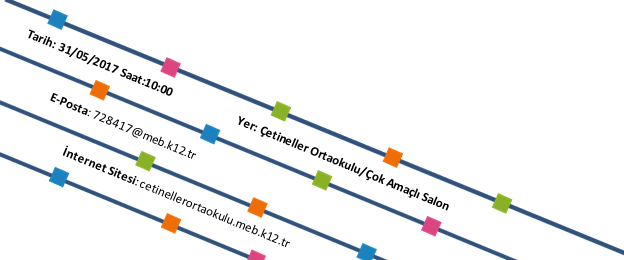 Tarih: 31/05/2017 Saat:10:00
Yer: Çetineller Ortaokulu/Çok Amaçlı Salon
E-Posta: 728417@meb.k12.tr
İnternet Sitesi: cetinellerortaokulu.meb.k12.tr